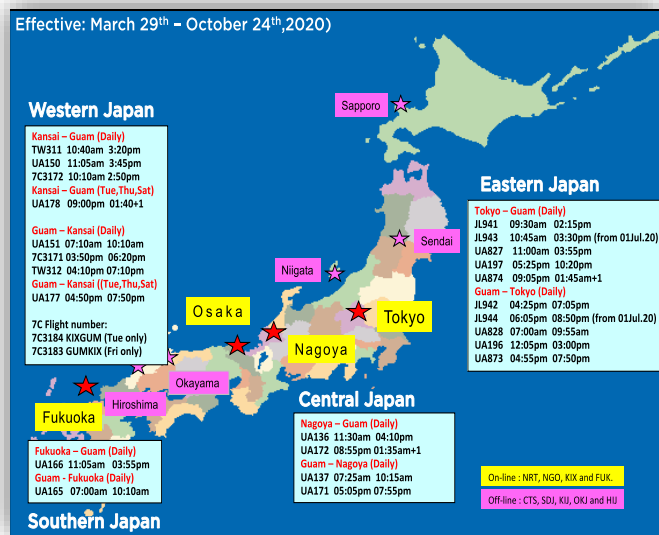 Effective: March 29th – October 24th,2020)
Sapporo
Western Japan
Kansai – Guam (Daily)
TW311 10:40am 3:20pm
UA150 11:05am 3:45pm
7C3172 10:10am 2:50pm
Kansai – Guam (Tue,Thu,Sat)
UA178 09:00pm 01:40+1
Guam – Kansai (Daily)
UA151 07:10am 10:10am
7C3171 03:50pm 06:20pm
TW312 04:10pm 07:10pm
Guam – Kansai ((Tue,Thu,Sat)
UA177 04:50pm 07:50pm
7C Flight number:
7C3184 KIXGUM (Tue only)
7C3183 GUMKIX (Fri only)
Eastern Japan
Tokyo – Guam (Daily)
JL941 09:30am 02:15pm
JL943 10:45am 03:30pm (from 01Jul.20)
UA827 11:00am 03:55pm
UA197 05:25pm 10:20pm
UA874 09:05pm 01:45am+1
Guam – Tokyo (Daily)
JL942 04:25pm 07:05pm
JL944 06:05pm 08:50pm (from 01Jul.20)
UA828 07:00am 09:55am
UA196 12:05pm 03:00pm
UA873 04:55pm 07:50pm
Sendai
Niigata
Osaka
Tokyo
Nagoya
Okayama
Hiroshima
Fukuoka
Central Japan
Nagoya – Guam (Daily)
UA136 11:30am 04:10pm
UA172 08:55pm 01:35am+1
Guam – Nagoya (Daily)
UA137 07:25am 10:15am
UA171 05:05pm 07:55pm
Fukuoka – Guam (Daily)
UA166 11:05am 03:55pm
Guam - Fukuoka (Daily)
UA165 07:00am 10:10am
Southern Japan
On-line : NRT, NGO, KIX and FUK.
Off-line : CTS, SDJ, KIJ, OKJ and HIJ